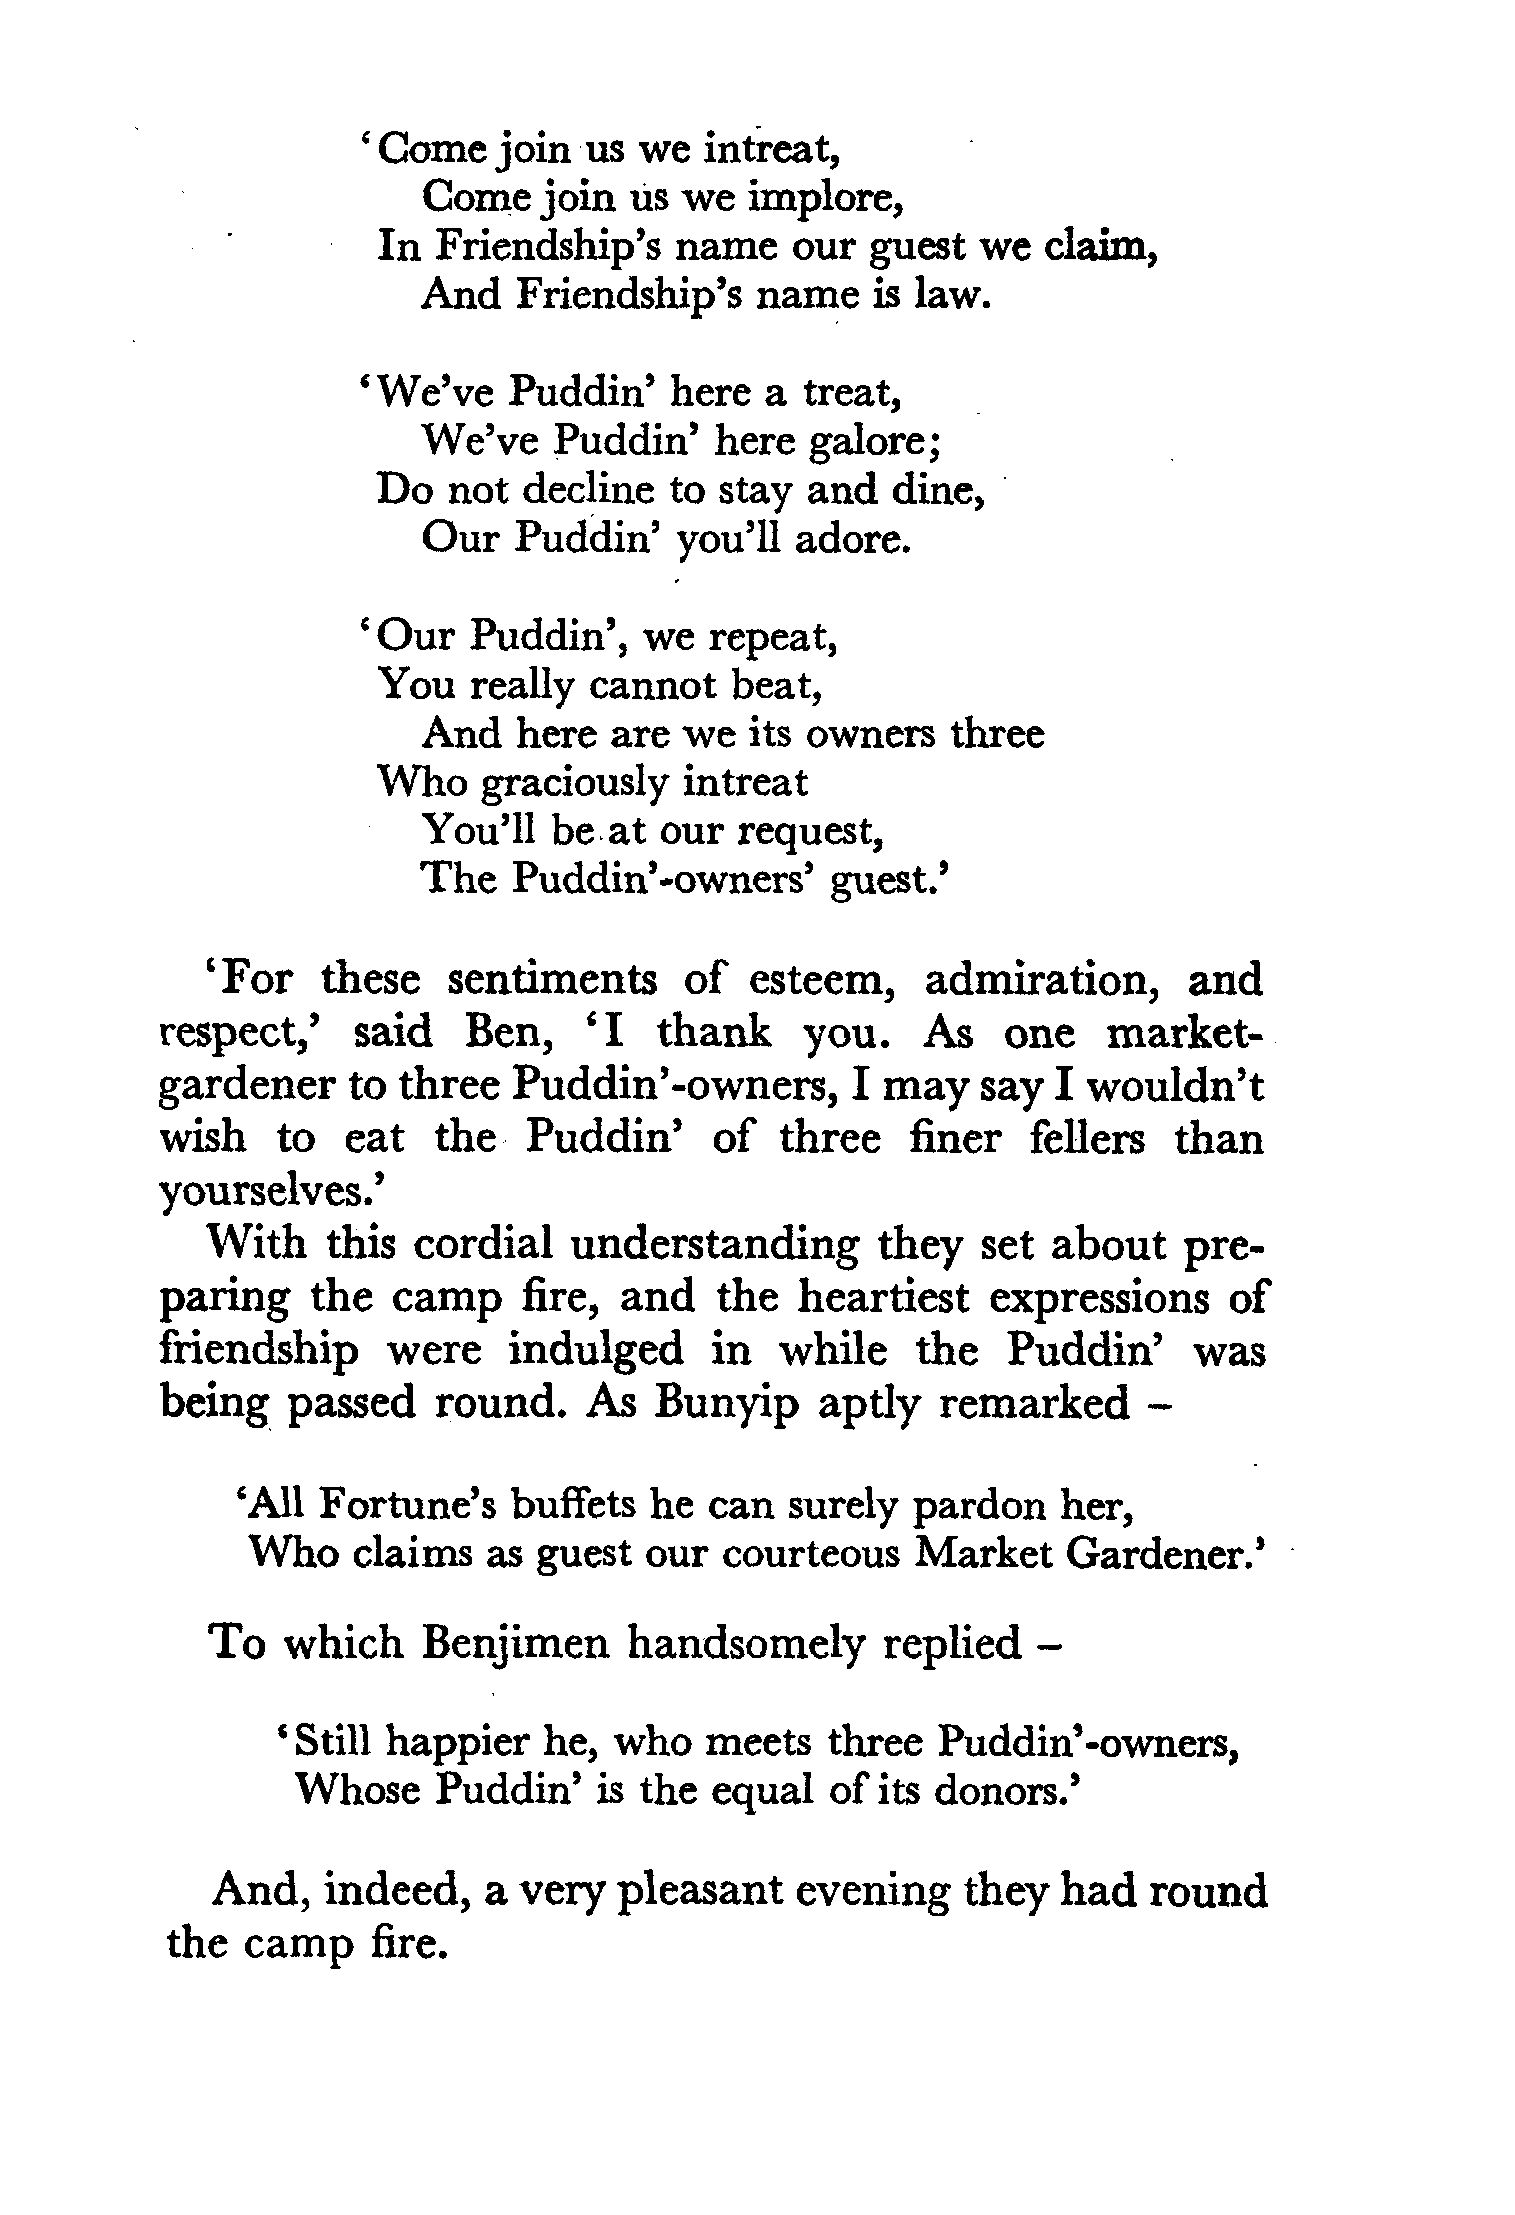 ‘Come join us we intreat,
Come join us we implore,
In Friendship’s name our guest we claim,
And Friendship’s name is law.
‘We’ve Puddin’ here a treat,
We’ve Puddin’ here galore;
Do not decline to stay and dine,
Our Puddin’ you’ll adore.
‘Our Puddin’, we repeat,
You really cannot beat,
And here are we its owners three
Who graciously intreat
You’ll be at our request,
The Puddin’-owners’ guest.’
‘For these sentiments of esteem, admiration, and
respect,’ said Ben, ‘I thank you. As one market-
gardener to three Puddin’-owners, I may say I wouldn’t
wish to eat the Puddin’ of three finer fellers than
yourselves.’
With this cordial understanding they set about pre-
paring the camp fire, and the heartiest expressions of
friendship were indulged in while the Puddin’ was
being passed round. As Bunyip aptly remarked –
‘All Fortune’s buffets he can surely pardon her,
Who claims as guest our courteous Market Gardener.’
To which Benjimen handsomely replied –
‘Still happier he, who meets three Puddin’-owners,
Whose Puddin’ is the equal of its donors.’
And, indeed, a very pleasant evening they had round
the camp fire.